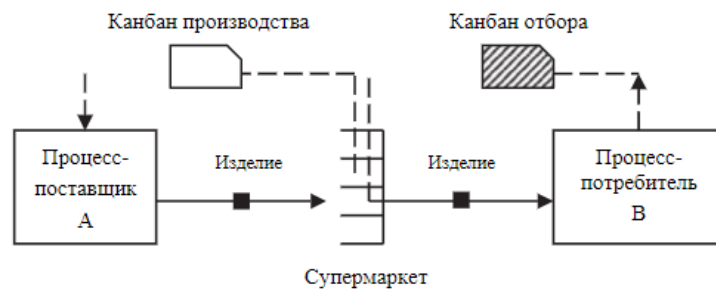 Канбан производства
Канбан отбора
Процесс-
поставщик
А
Изделие
Изделие
Процесс-
потребитель
В
Супермаркет